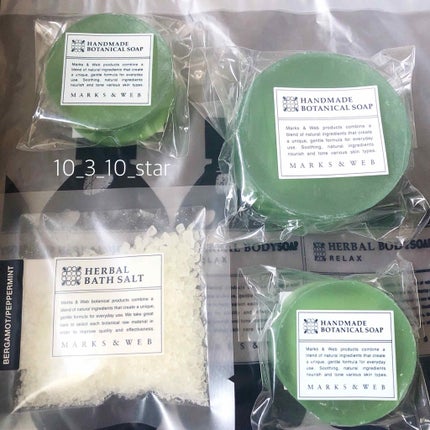 HANDMADE
BOTANICAL SOAP
Marks & Web products combine a
blend of natural ingredients that create
a unique, gentle formula for everyday
use. Soothing, natural ingredients
nourish and tone various skin types.
MARKS & WEB
HANDMADE
BOTANICAL SOAP
Marks & Web products combine a
blend of natural ingredients that create
a unique, gentle formula for everyday
use. Soothing, natural ingredients
nourish and tone various skin types.
MARKS & WEB
10_3_10_star
BERGAMOT/PEPPERMINT
HERBAL
BATH SALT
Marks & Web botanical products combine a
blend of natural ingredients that create a unique,
gentle formula for everyday use. We take great
care to select each botanical raw material in
order to improve quality and effectiveness.
MARKS & WEB
BODYSOAP
HERBAL BODYSOAP
RELAX
HANDMADE
BOTANICAL SOAP
Marks & Web products combine a
blend of natural ingredients that create
a unique, gentle formula for everyday
use. Soothing, natural ingredients
nourish and tone various skin types.
MARKS & WEB